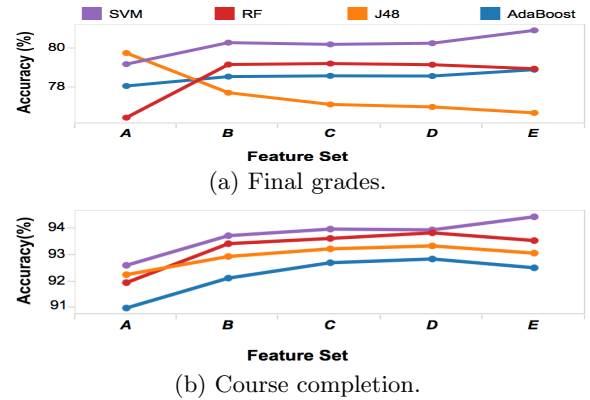 SVM RF J48 AdaBoost
Accuracy (%)
80
78
A B C D E
Feature Set
(a) Final grades.
Accuracy(%)
94
93
92
91
A B C D E
Feature Set
(b) Course completion.